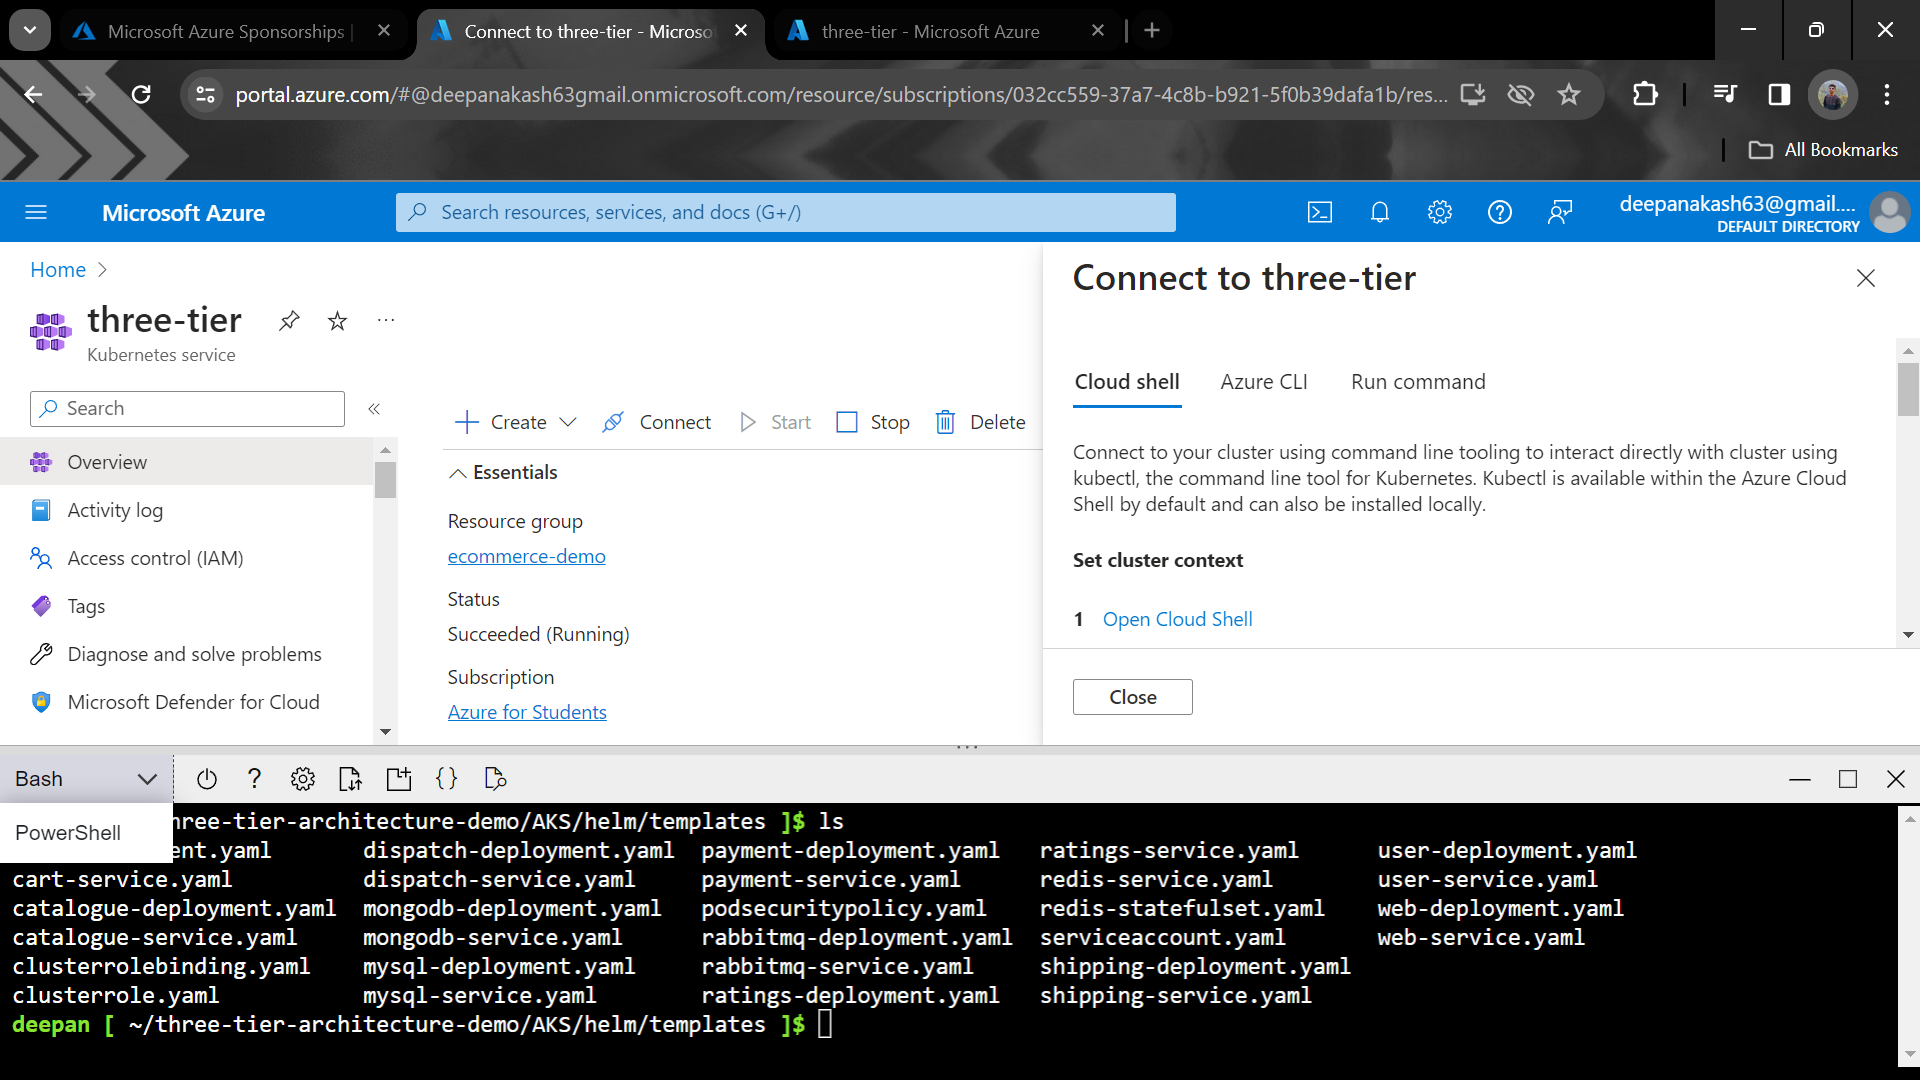 Microsoft Azure Sponsorships |
Connect to three-tier - Microso
three-tier - Microsoft Azure
portal.azure.com/#@deepanakash63gmail.onmicrosoft.com/resource/subscriptions/032cc559-37a7-4c8b-b921-5f0b39dafa1b/res...
All Bookmarks
Microsoft Azure
Search resources, services, and docs (G+/)
deepanakash63@gmail....
DEFAULT DIRECTORY
Home
three-tier
Kubernetes service
Search
Overview
Activity log
Access control (IAM)
Tags
Diagnose and solve problems
Microsoft Defender for Cloud
Create
Connect
Start
Stop
Delete
Essentials
Resource group
ecommerce-demo
Status
Succeeded (Running)
Subscription
Azure for Students
Connect to three-tier
Cloud shell
Azure CLI
Run command
Connect to your cluster using command line tooling to interact directly with cluster using
kubectl, the command line tool for Kubernetes. Kubectl is available within the Azure Cloud
Shell by default and can also be installed locally.
Set cluster context
1 Open Cloud Shell
Close
Bash
PowerShell
hree-tier-architecture-demo/AKS/helm/templates ]$ ls
ent.yaml dispatch-deployment.yaml payment-deployment.yaml ratings-service.yaml user-deployment.yaml
cart-service.yaml dispatch-service.yaml payment-service.yaml redis-service.yaml user-service.yaml
catalogue-deployment.yaml mongodb-deployment.yaml podsecuritypolicy.yaml redis-statefulset.yaml web-deployment.yaml
catalogue-service.yaml mongodb-service.yaml rabbitmq-deployment.yaml serviceaccount.yaml web-service.yaml
clusterrolebinding.yaml mysql-deployment.yaml rabbitmq-service.yaml shipping-deployment.yaml
clusterrole.yaml mysql-service.yaml ratings-deployment.yaml shipping-service.yaml
deepan [ ~/three-tier-architecture-demo/AKS/helm/templates ]$